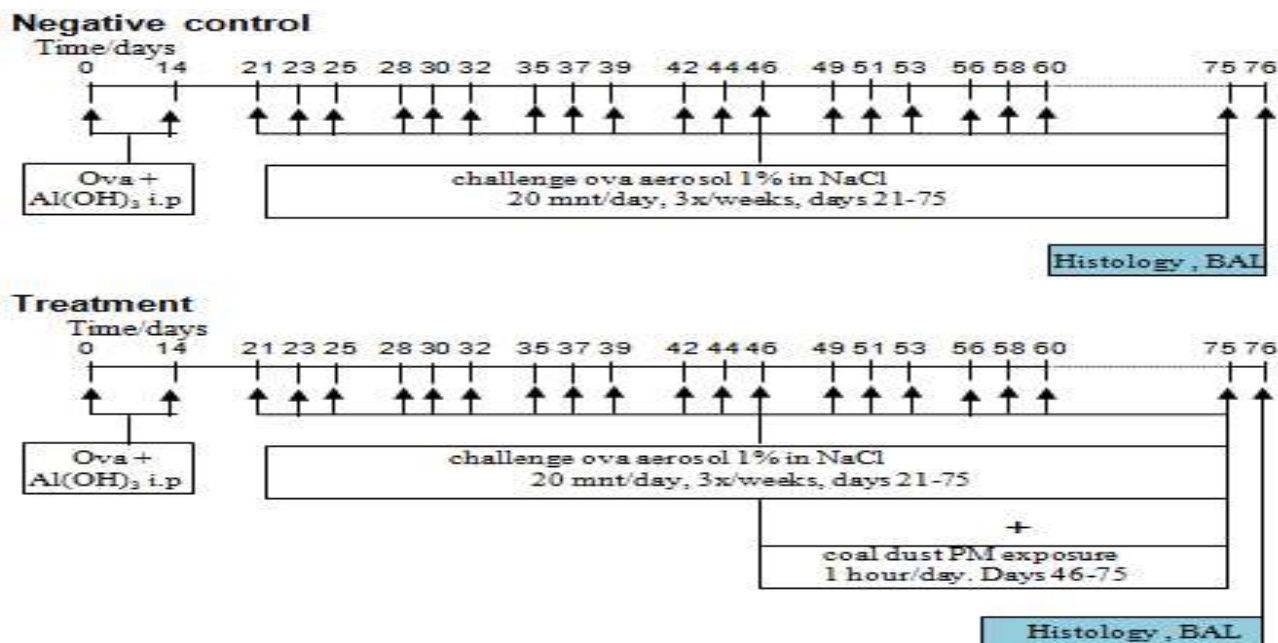 Negative control
Time/days
0 14 21 23 25 28 30 32 35 37 39 42 44 46 49 51 53 56 58 60 75 76
Ova +
Al(OH)₃ i.p
challenge ova aerosol 1% in NaCl
20 mnt/day, 3x/weeks, days 21-75
Histology , BAL
Treatment
Time/days
0 14 21 23 25 28 30 32 35 37 39 42 44 46 49 51 53 56 58 60 75 76
Ova +
Al(OH)₃ i.p
challenge ova aerosol 1% in NaCl
20 mnt/day, 3x/weeks, days 21-75
+
coal dust PM exposure
1 hour/day. Days 46-75
Histology , BAL